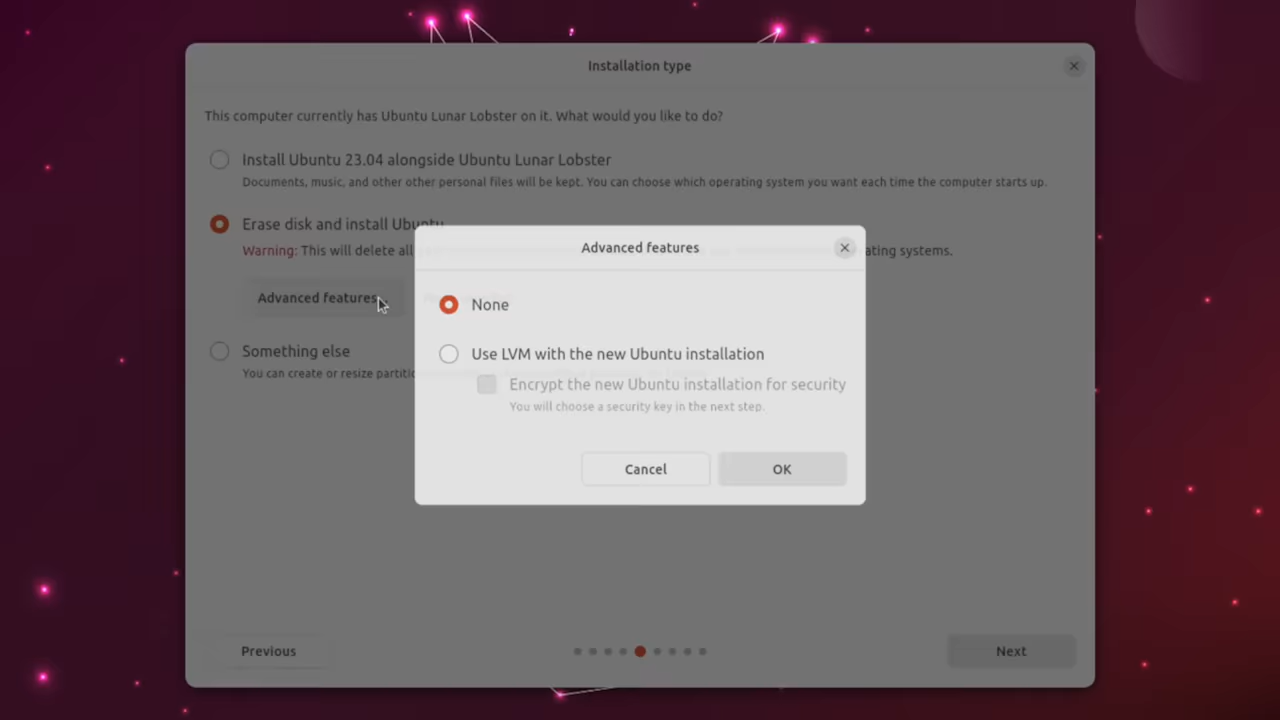 Installation type
This computer currently has Ubuntu Lunar Lobster on it. What would you like to do?
Install Ubuntu 23.04 alongside Ubuntu Lunar Lobster
Documents, music, and other other personal files will be kept. You can choose which operating system you want each time the computer starts up.
Erase disk and install Ubuntu
Warning: This will delete all
ating systems.
Advanced features
Something else
You can create or resize partitio
Advanced features
None
Use LVM with the new Ubuntu installation
Encrypt the new Ubuntu installation for security
You will choose a security key in the next step.
Cancel
OK
Previous
Next